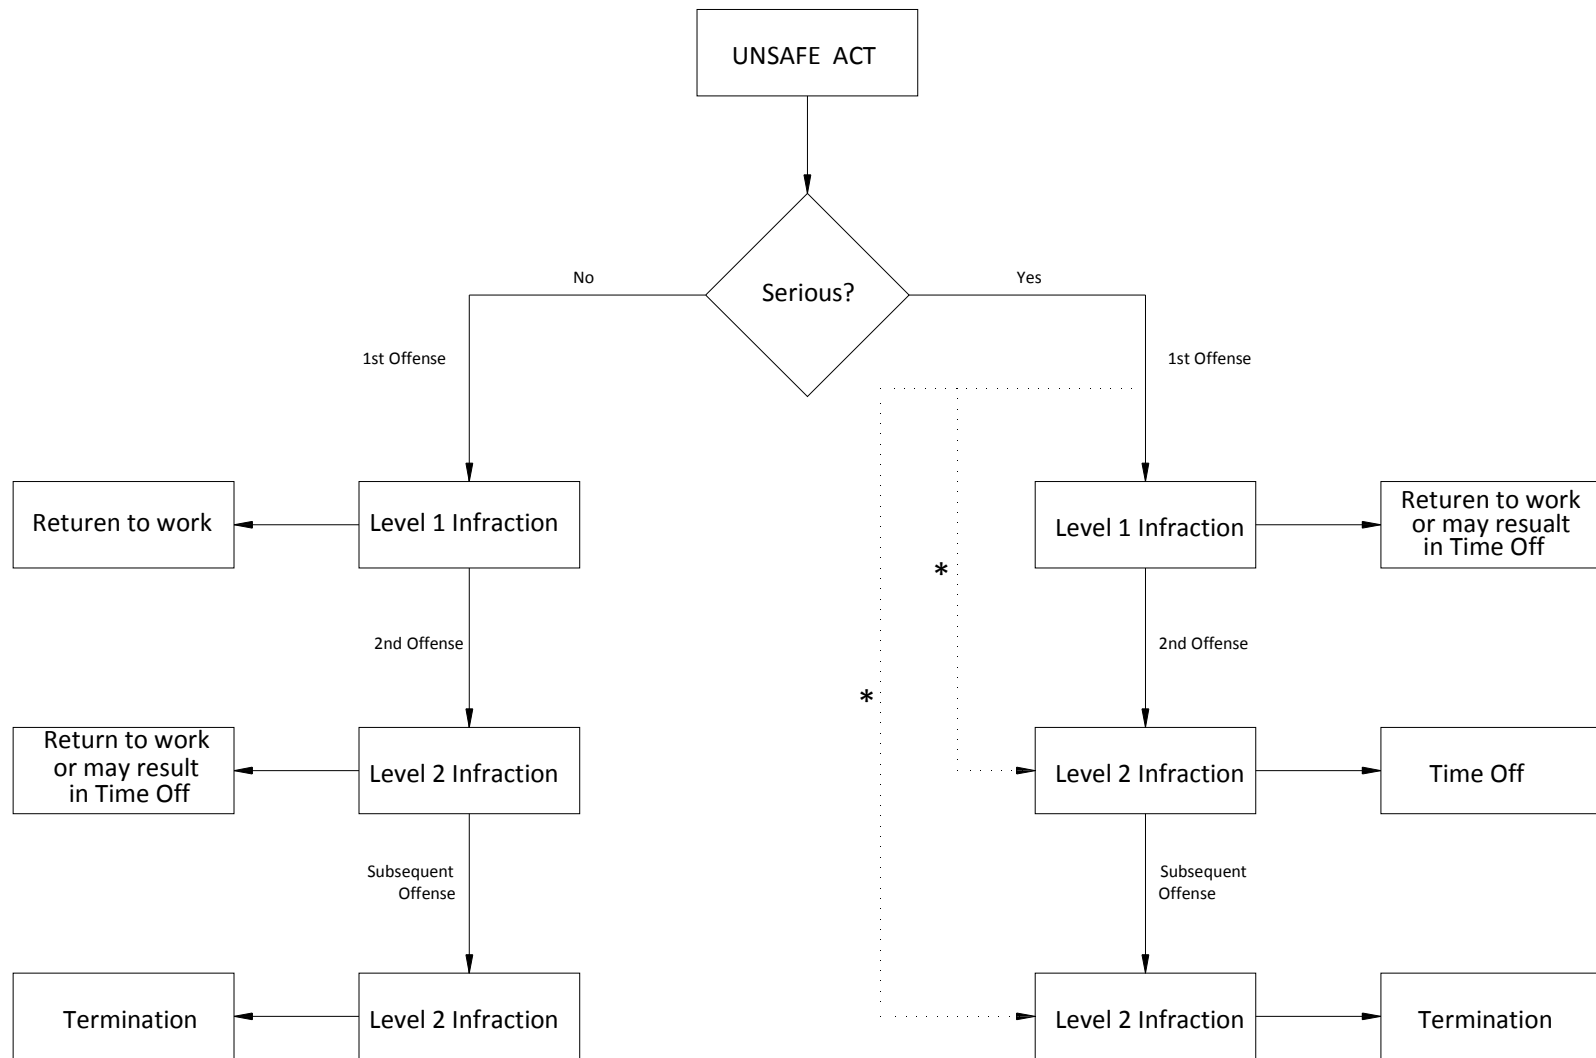 UNSAFE ACT
Serious?
No
Yes
1st Offense
1st Offense
Returen to work
Level 1 Infraction
Level 1 Infraction
Returen to work
or may resualt
in Time Off
*
2nd Offense
2nd Offense
*
Return to work
or may result
in Time Off
Level 2 Infraction
Level 2 Infraction
Time Off
Subsequent
Offense
Subsequent
Offense
Termination
Level 2 Infraction
Level 2 Infraction
Termination